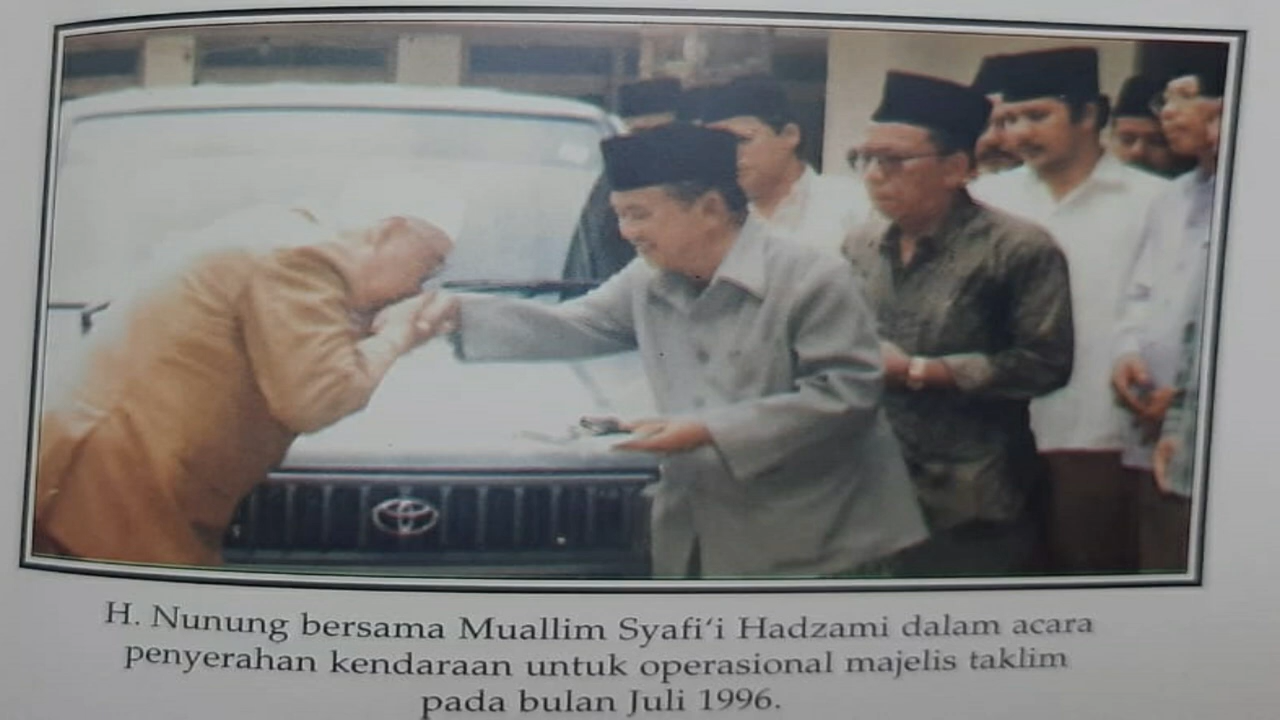 H. Nunung bersama Muallim Syafi‘i Hadzami dalam acara
penyerahan kendaraan untuk operasional majelis taklim
pada bulan Juli 1996.